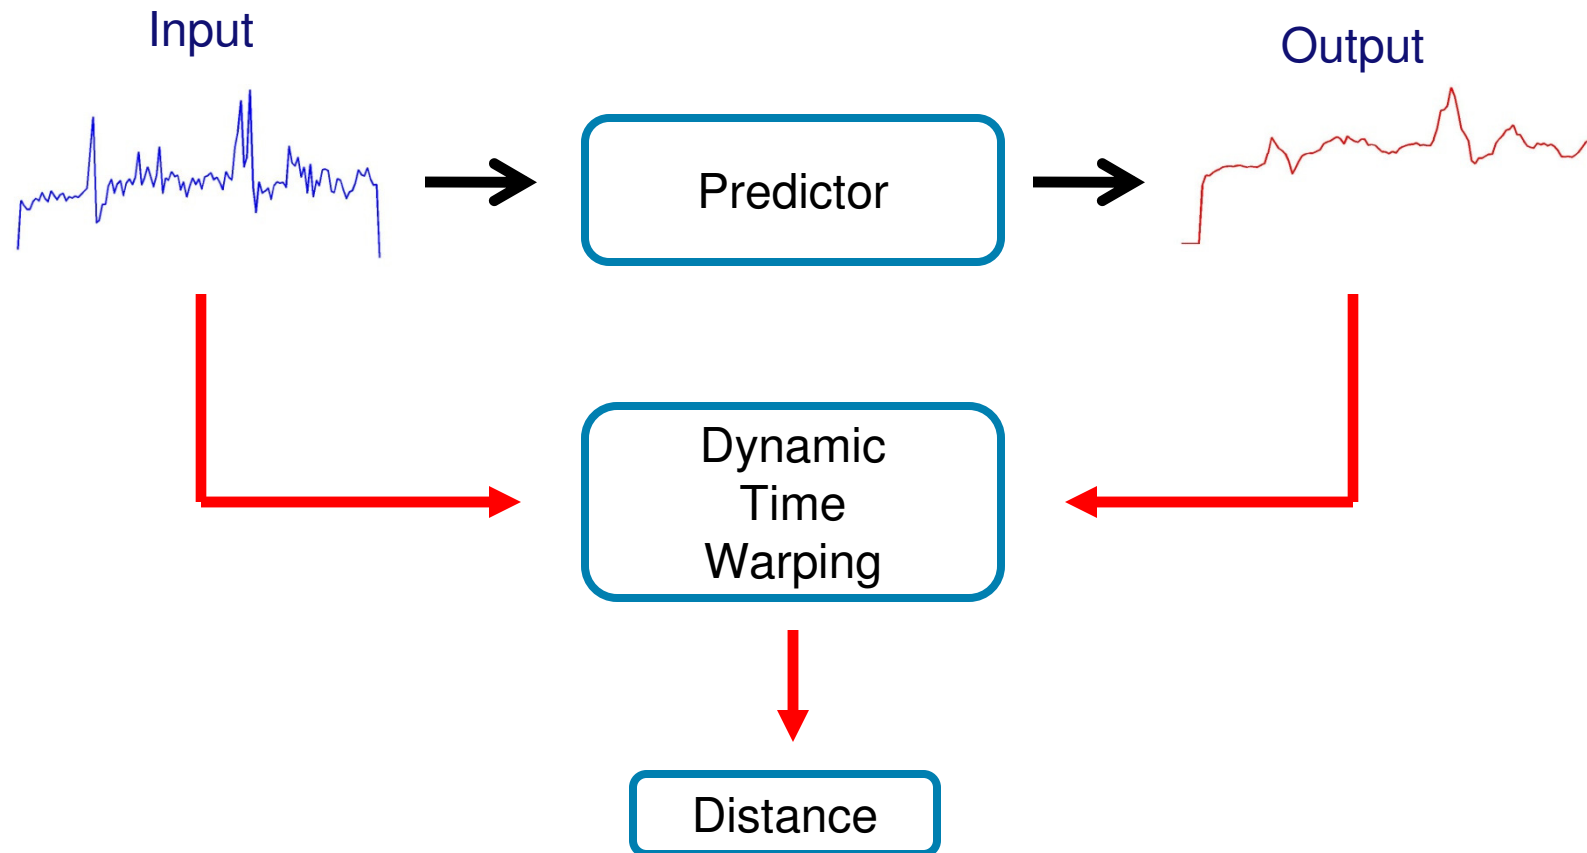 Input
Output
Predictor
Dynamic
Time
Warping
Distance